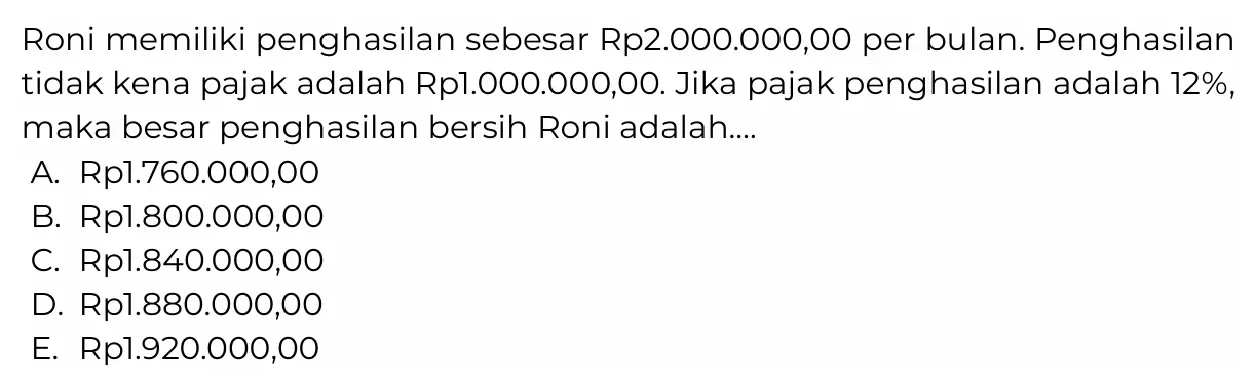 Roni memiliki penghasilan sebesar Rp2.000.000,00 per bulan. Penghasilan
tidak kena pajak adalah Rp1.000.000,00. Jika pajak penghasilan adalah 12%,
maka besar penghasilan bersih Roni adalah....
A. Rp1.760.000,00
B. Rp1.800.000,00
C. Rp1.840.000,00
D. Rp1.880.000,00
E. Rp1.920.000,00